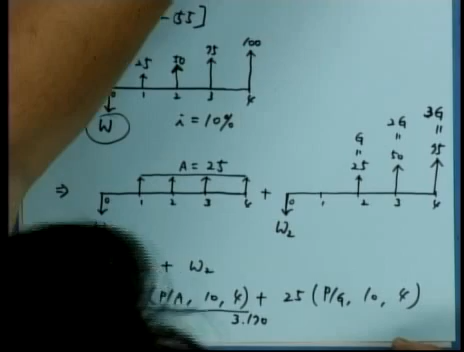 -55]
25 50 75 100
0 1 2 3 4
W i = 10%
3G
2G =
G = 75
= 50
25
⇒ A = 25
0 1 2 3 4 + 0 1 2 3 4
W₂
+ W₂
(P/A, 10, 4) + 25 (P/G, 10, 4)
3.170